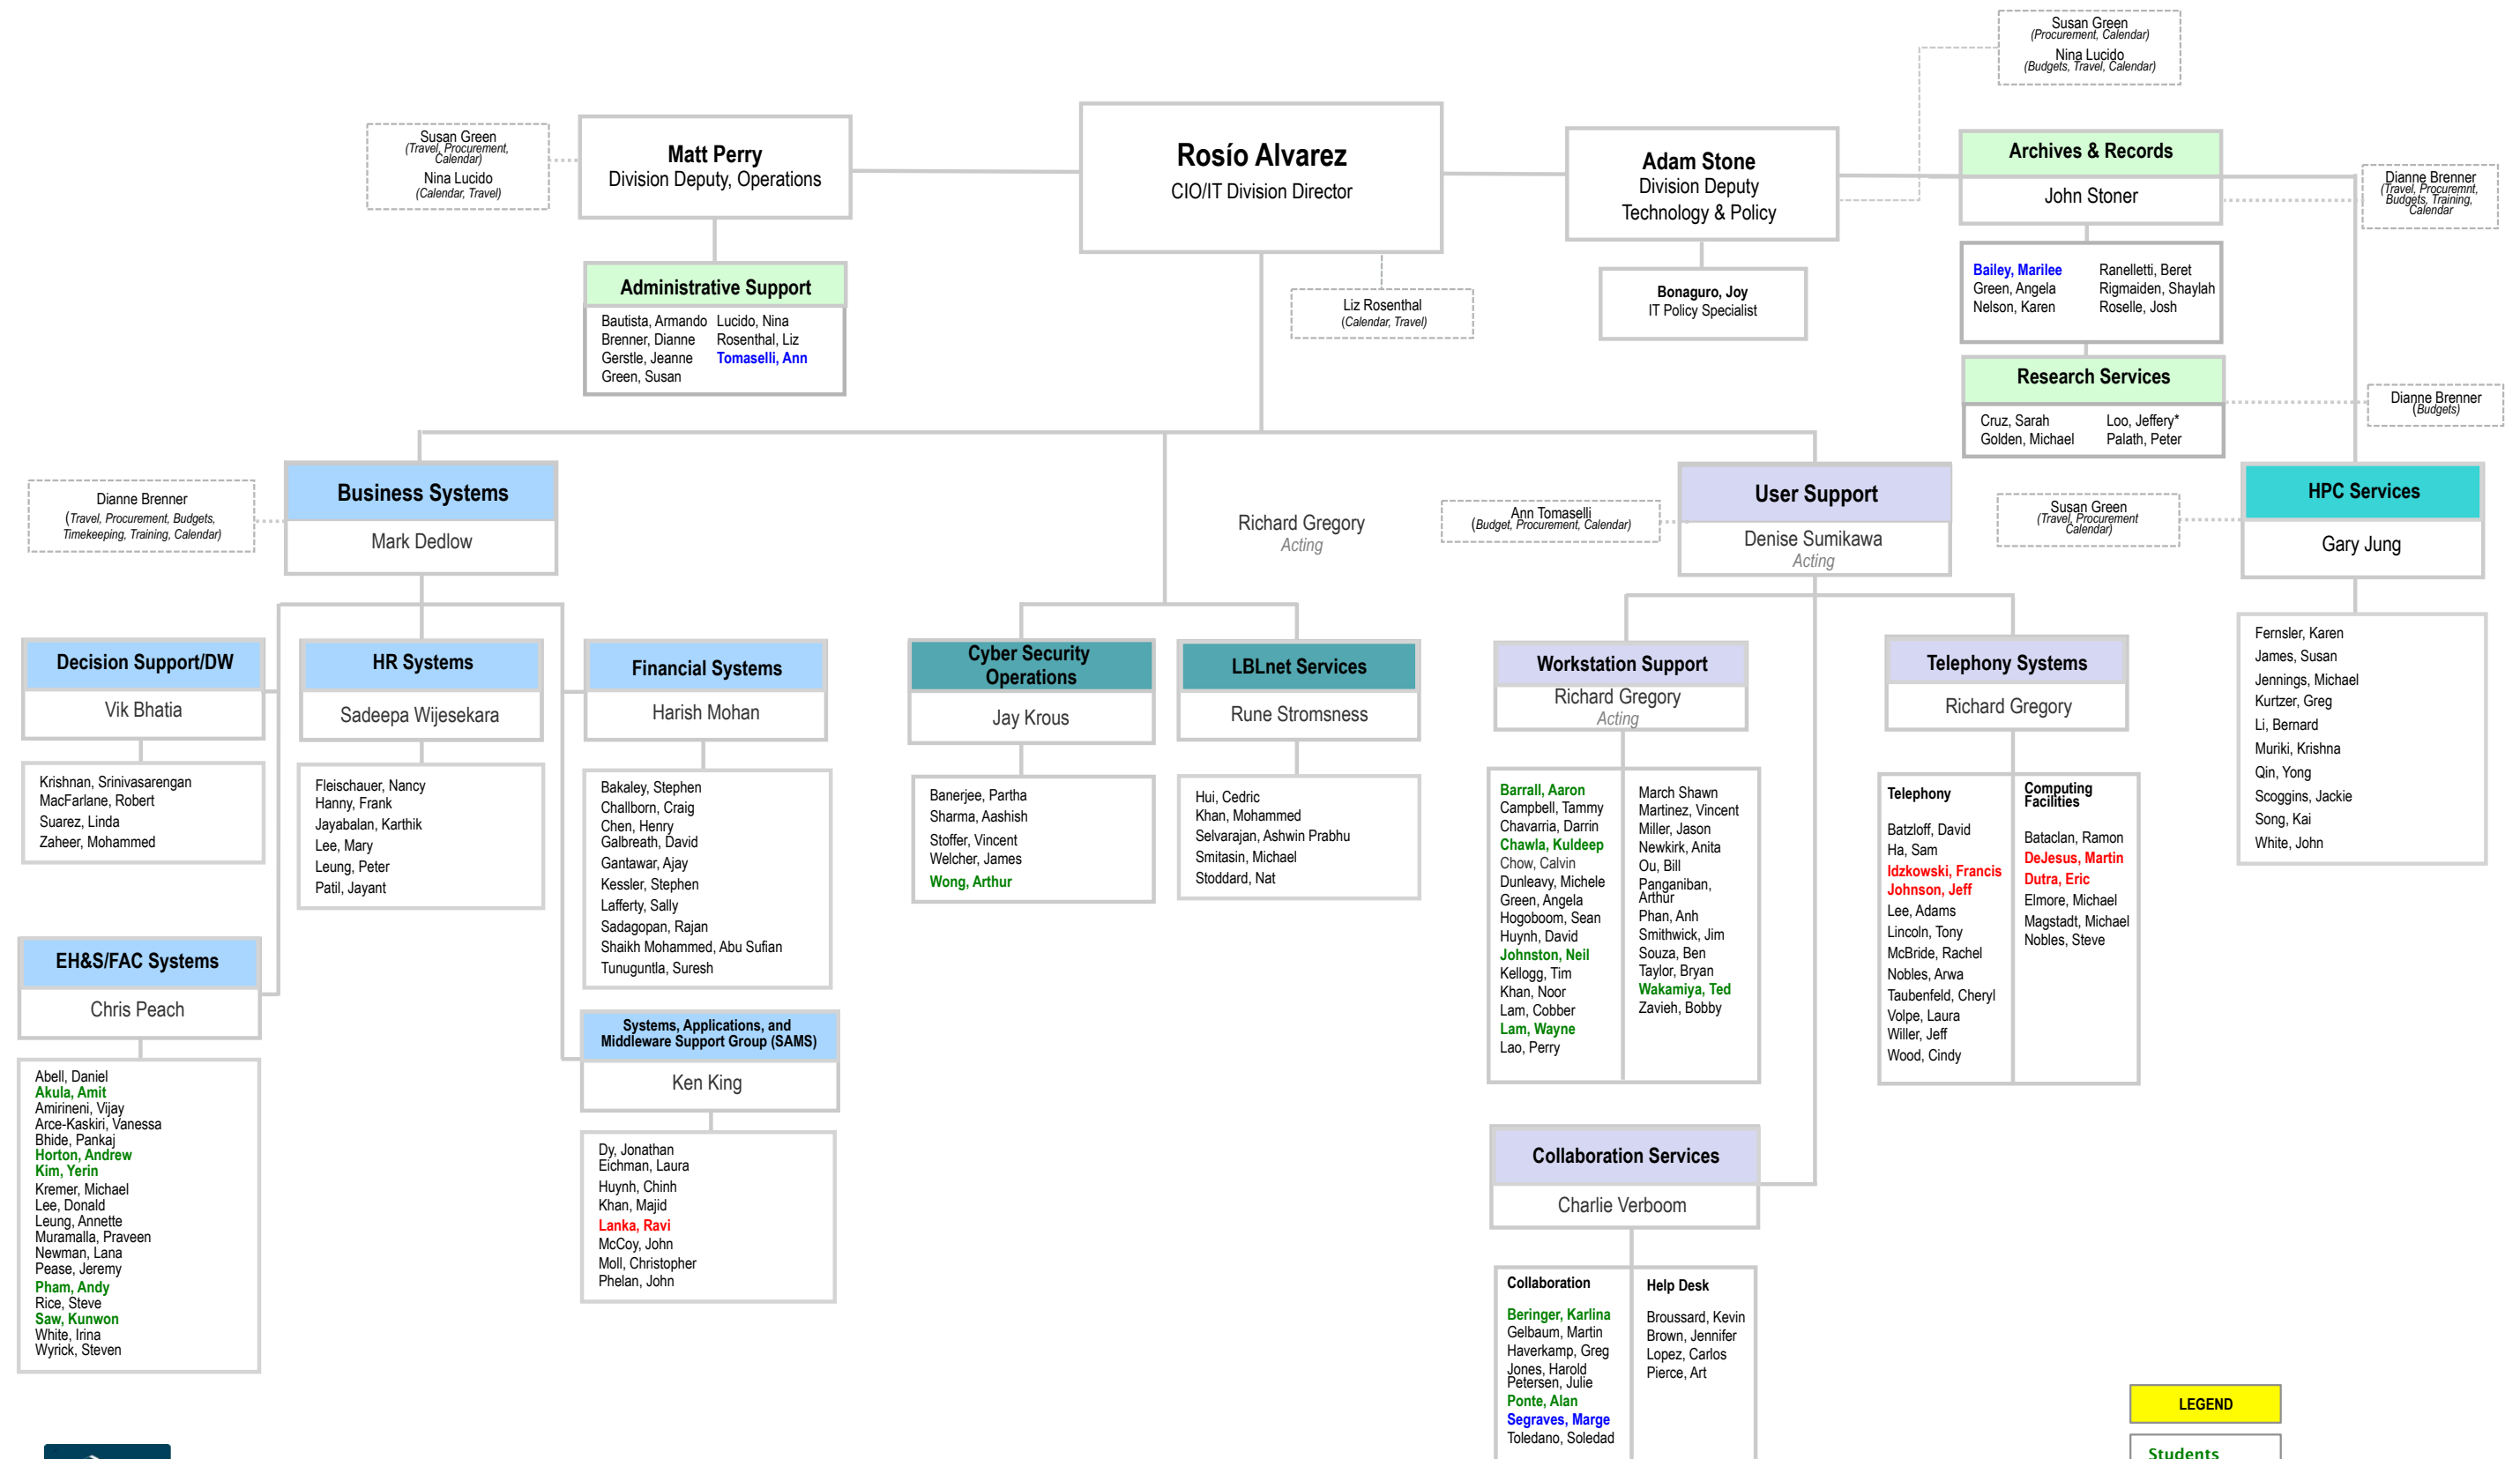 Susan Green
(Procurement, Calendar)
Nina Lucido
(Budgets, Travel, Calendar)
Susan Green
(Travel, Procurement,
Calendar)
Nina Lucido
(Calendar, Travel)
Matt Perry
Division Deputy, Operations
Rosío Alvarez
CIO/IT Division Director
Adam Stone
Division Deputy
Technology & Policy
Archives & Records
John Stoner
Dianne Brenner
(Travel, Procuremnt,
Budgets, Training,
Calendar
Administrative Support
Bautista, Armando
Brenner, Dianne
Gerstle, Jeanne
Green, Susan
Lucido, Nina
Rosenthal, Liz
Tomaselli, Ann
Liz Rosenthal
(Calendar, Travel)
Bonaguro, Joy
IT Policy Specialist
Bailey, Marilee
Green, Angela
Nelson, Karen
Ranelletti, Beret
Rigmaiden, Shaylah
Roselle, Josh
Research Services
Cruz, Sarah
Golden, Michael
Loo, Jeffery*
Palath, Peter
Dianne Brenner
(Budgets)
Dianne Brenner
(Travel, Procurement, Budgets,
Timekeeping, Training, Calendar)
Business Systems
Mark Dedlow
Richard Gregory
Acting
Ann Tomaselli
(Budget, Procurement, Calendar)
User Support
Denise Sumikawa
Acting
Susan Green
(Travel, Procurement
Calendar)
HPC Services
Gary Jung
Fernsler, Karen
James, Susan
Jennings, Michael
Kurtzer, Greg
Li, Bernard
Muriki, Krishna
Qin, Yong
Scoggins, Jackie
Song, Kai
White, John
Decision Support/DW
Vik Bhatia
Krishnan, Srinivasarengan
MacFarlane, Robert
Suarez, Linda
Zaheer, Mohammed
HR Systems
Sadeepa Wijesekara
Fleischauer, Nancy
Hanny, Frank
Jayabalan, Karthik
Lee, Mary
Leung, Peter
Patil, Jayant
Financial Systems
Harish Mohan
Bakaley, Stephen
Challborn, Craig
Chen, Henry
Galbreath, David
Gantawar, Ajay
Kessler, Stephen
Lafferty, Sally
Sadagopan, Rajan
Shaikh Mohammed, Abu Sufian
Tunuguntla, Suresh
Cyber Security
Operations
Jay Krous
Banerjee, Partha
Sharma, Aashish
Stoffer, Vincent
Welcher, James
Wong, Arthur
LBLnet Services
Rune Stromsness
Hui, Cedric
Khan, Mohammed
Selvarajan, Ashwin Prabhu
Smitasin, Michael
Stoddard, Nat
Workstation Support
Richard Gregory
Acting
Barrall, Aaron
Campbell, Tammy
Chavarria, Darrin
Chawla, Kuldeep
Chow, Calvin
Dunleavy, Michele
Green, Angela
Hogoboom, Sean
Huynh, David
Johnston, Neil
Kellogg, Tim
Khan, Noor
Lam, Cobber
Lam, Wayne
Lao, Perry
March Shawn
Martinez, Vincent
Miller, Jason
Newkirk, Anita
Ou, Bill
Panganiban,
Arthur
Phan, Anh
Smithwick, Jim
Souza, Ben
Taylor, Bryan
Wakamiya, Ted
Zavieh, Bobby
Telephony Systems
Richard Gregory
Telephony
Batzloff, David
Ha, Sam
Idzkowski, Francis
Johnson, Jeff
Lee, Adams
Lincoln, Tony
McBride, Rachel
Nobles, Arwa
Taubenfeld, Cheryl
Volpe, Laura
Willer, Jeff
Wood, Cindy
Computing
Facilities
Bataclan, Ramon
DeJesus, Martin
Dutra, Eric
Elmore, Michael
Magstadt, Michael
Nobles, Steve
EH&S/FAC Systems
Chris Peach
Abell, Daniel
Akula, Amit
Amirineni, Vijay
Arce-Kaskiri, Vanessa
Bhide, Pankaj
Horton, Andrew
Kim, Yerin
Kremer, Michael
Lee, Donald
Leung, Annette
Muramalla, Praveen
Newman, Lana
Pease, Jeremy
Pham, Andy
Rice, Steve
Saw, Kunwon
White, Irina
Wyrick, Steven
Systems, Applications, and
Middleware Support Group (SAMS)
Ken King
Dy, Jonathan
Eichman, Laura
Huynh, Chinh
Khan, Majid
Lanka, Ravi
McCoy, John
Moll, Christopher
Phelan, John
Collaboration Services
Charlie Verboom
Collaboration
Beringer, Karlina
Gelbaum, Martin
Haverkamp, Greg
Jones, Harold
Petersen, Julie
Ponte, Alan
Segraves, Marge
Toledano, Soledad
Help Desk
Broussard, Kevin
Brown, Jennifer
Lopez, Carlos
Pierce, Art
LEGEND
Students